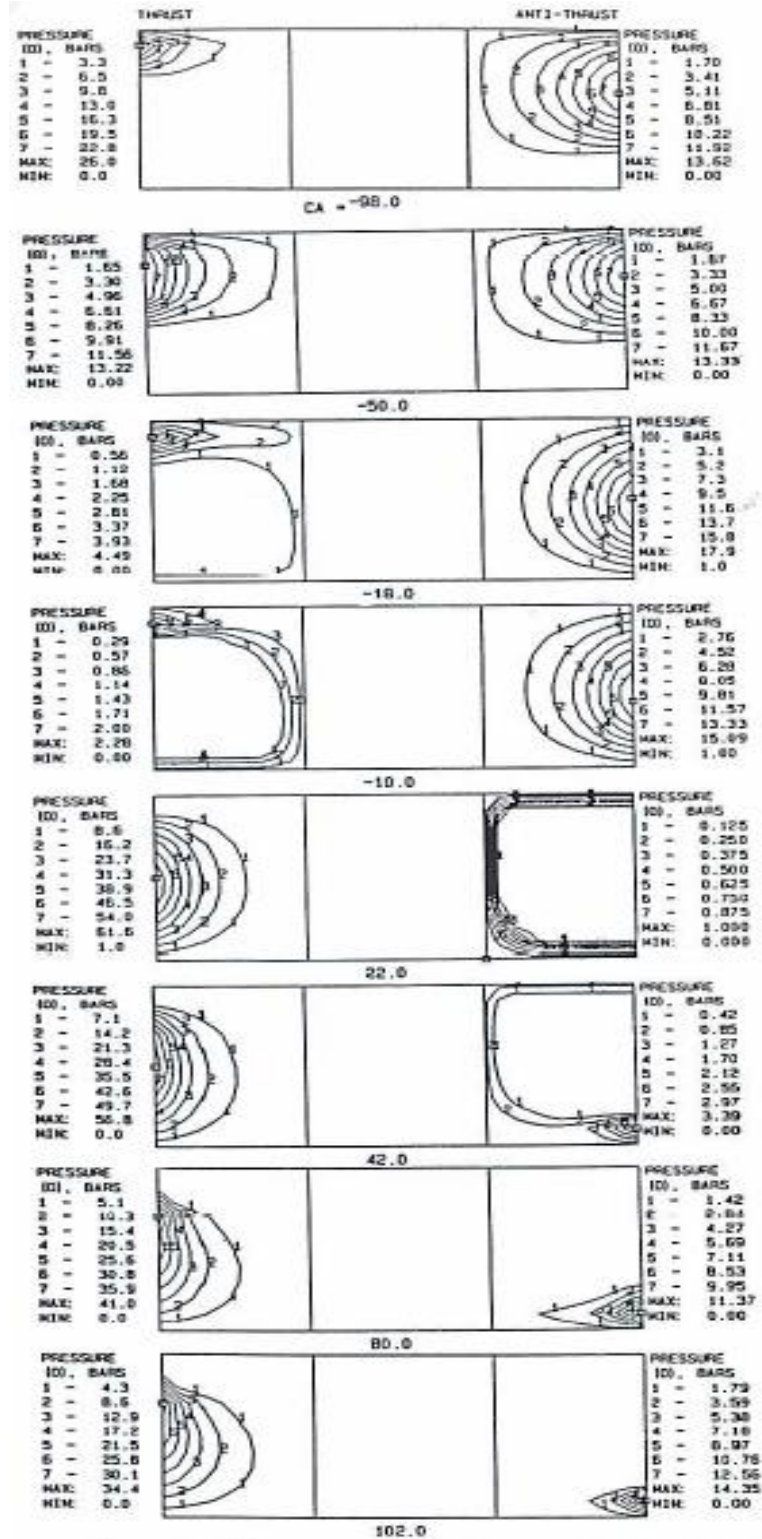 THRUST ANTI-THRUST
PRESSURE PRESSURE
(O), BARS (O), BARS
1 - 3.3 1 - 1.70
2 - 6.5 2 - 3.41
3 - 9.8 3 - 5.11
4 - 13.0 4 - 6.81
5 - 16.3 5 - 8.51
6 - 19.5 6 - 10.22
7 - 22.8 7 - 11.92
MAX: 26.0 MAX: 13.62
MIN: 0.0 MIN: 0.00
CA = -98.0
PRESSURE PRESSURE
(O), BARS (O), BARS
1 - 1.65 1 - 1.67
2 - 3.30 2 - 3.33
3 - 4.96 3 - 5.00
4 - 6.61 4 - 6.67
5 - 8.26 5 - 8.33
6 - 9.91 6 - 10.00
7 - 11.56 7 - 11.67
MAX: 13.22 MAX: 13.33
MIN: 0.00 MIN: 0.00
-50.0
PRESSURE PRESSURE
(O), BARS (O), BARS
1 - 0.56 1 - 3.1
2 - 1.12 2 - 5.2
3 - 1.68 3 - 7.3
4 - 2.25 4 - 9.5
5 - 2.81 5 - 11.6
6 - 3.37 6 - 13.7
7 - 3.93 7 - 15.8
MAX: 4.49 MAX: 17.9
MIN: 0.00 MIN: 1.0
-18.0
PRESSURE PRESSURE
(O), BARS (O), BARS
1 - 0.29 1 - 2.76
2 - 0.57 2 - 4.52
3 - 0.86 3 - 6.28
4 - 1.14 4 - 8.05
5 - 1.43 5 - 9.81
6 - 1.71 6 - 11.57
7 - 2.00 7 - 13.33
MAX: 2.28 MAX: 15.09
MIN: 0.00 MIN: 1.00
-10.0
PRESSURE PRESSURE
(O), BARS (O), BARS
1 - 8.6 1 - 0.125
2 - 16.2 2 - 0.250
3 - 23.7 3 - 0.375
4 - 31.3 4 - 0.500
5 - 38.9 5 - 0.625
6 - 46.5 6 - 0.750
7 - 54.0 7 - 0.875
MAX: 61.6 MAX: 1.000
MIN: 1.0 MIN: 0.000
22.0
PRESSURE PRESSURE
(O), BARS (O), BARS
1 - 7.1 1 - 0.42
2 - 14.2 2 - 0.85
3 - 21.3 3 - 1.27
4 - 28.4 4 - 1.70
5 - 35.5 5 - 2.12
6 - 42.6 6 - 2.55
7 - 49.7 7 - 2.97
MAX: 56.8 MAX: 3.39
MIN: 0.0 MIN: 0.00
42.0
PRESSURE PRESSURE
(O), BARS (O), BARS
1 - 5.1 1 - 1.42
2 - 10.3 2 - 2.84
3 - 15.4 3 - 4.27
4 - 20.5 4 - 5.69
5 - 25.6 5 - 7.11
6 - 30.8 6 - 8.53
7 - 35.9 7 - 9.95
MAX: 41.0 MAX: 11.37
MIN: 0.0 MIN: 0.00
80.0
PRESSURE PRESSURE
(O), BARS (O), BARS
1 - 4.3 1 - 1.79
2 - 8.6 2 - 3.59
3 - 12.9 3 - 5.38
4 - 17.2 4 - 7.18
5 - 21.5 5 - 8.97
6 - 25.8 6 - 10.76
7 - 30.1 7 - 12.56
MAX: 34.4 MAX: 14.35
MIN: 0.0 MIN: 0.00
102.0